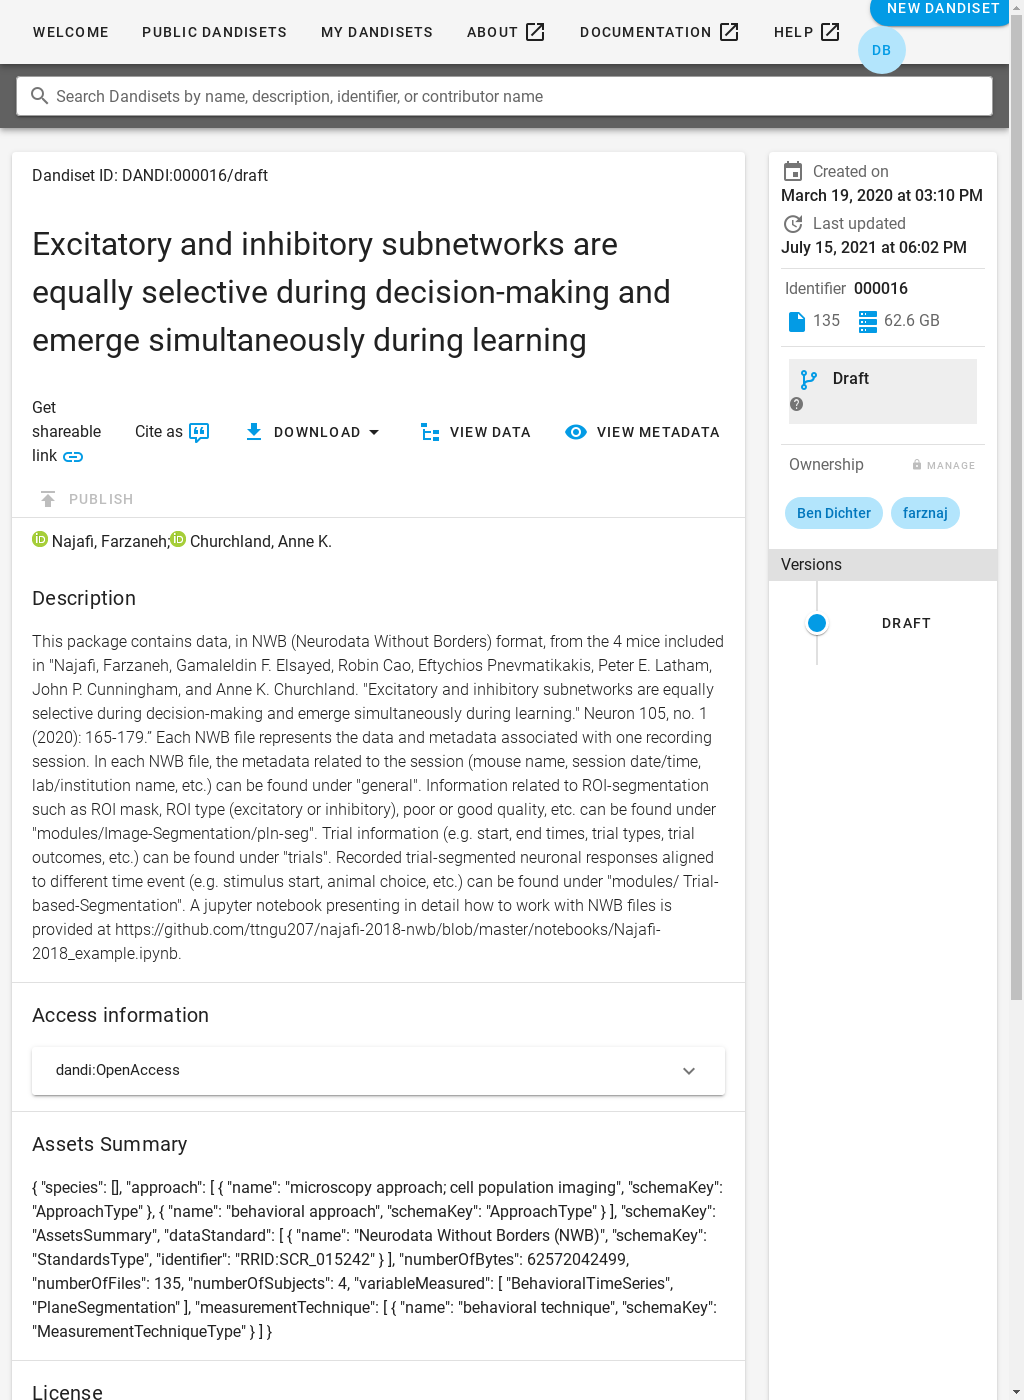 WELCOME
PUBLIC DANDISETS
MY DANDISETS
ABOUT
DOCUMENTATION
HELP
NEW DANDISET
DB
Search Dandisets by name, description, identifier, or contributor name
Dandiset ID: DANDI:000016/draft
Excitatory and inhibitory subnetworks are
equally selective during decision-making and
emerge simultaneously during learning
Get
shareable
link
Cite as
DOWNLOAD
VIEW DATA
VIEW METADATA
PUBLISH
Najafi, Farzaneh; Churchland, Anne K.
Description
This package contains data, in NWB (Neurodata Without Borders) format, from the 4 mice included
in "Najafi, Farzaneh, Gamaleldin F. Elsayed, Robin Cao, Eftychios Pnevmatikakis, Peter E. Latham,
John P. Cunningham, and Anne K. Churchland. "Excitatory and inhibitory subnetworks are equally
selective during decision-making and emerge simultaneously during learning." Neuron 105, no. 1
(2020): 165-179.” Each NWB file represents the data and metadata associated with one recording
session. In each NWB file, the metadata related to the session (mouse name, session date/time,
lab/institution name, etc.) can be found under "general". Information related to ROI-segmentation
such as ROI mask, ROI type (excitatory or inhibitory), poor or good quality, etc. can be found under
"modules/Image-Segmentation/pln-seg". Trial information (e.g. start, end times, trial types, trial
outcomes, etc.) can be found under "trials". Recorded trial-segmented neuronal responses aligned
to different time event (e.g. stimulus start, animal choice, etc.) can be found under "modules/ Trial-
based-Segmentation". A jupyter notebook presenting in detail how to work with NWB files is
provided at https://github.com/ttngu207/najafi-2018-nwb/blob/master/notebooks/Najafi-
2018_example.ipynb.
Access information
dandi:OpenAccess
Assets Summary
{ "species": [], "approach": [ { "name": "microscopy approach; cell population imaging", "schemaKey":
"ApproachType" }, { "name": "behavioral approach", "schemaKey": "ApproachType" } ], "schemaKey":
"AssetsSummary", "dataStandard": [ { "name": "Neurodata Without Borders (NWB)", "schemaKey":
"StandardsType", "identifier": "RRID:SCR_015242" } ], "numberOfBytes": 62572042499,
"numberOfFiles": 135, "numberOfSubjects": 4, "variableMeasured": [ "BehavioralTimeSeries",
"PlaneSegmentation" ], "measurementTechnique": [ { "name": "behavioral technique", "schemaKey":
"MeasurementTechniqueType" } ] }
License
Created on
March 19, 2020 at 03:10 PM
Last updated
July 15, 2021 at 06:02 PM
Identifier 000016
135
62.6 GB
Draft
Ownership
MANAGE
Ben Dichter
farznaj
Versions
DRAFT